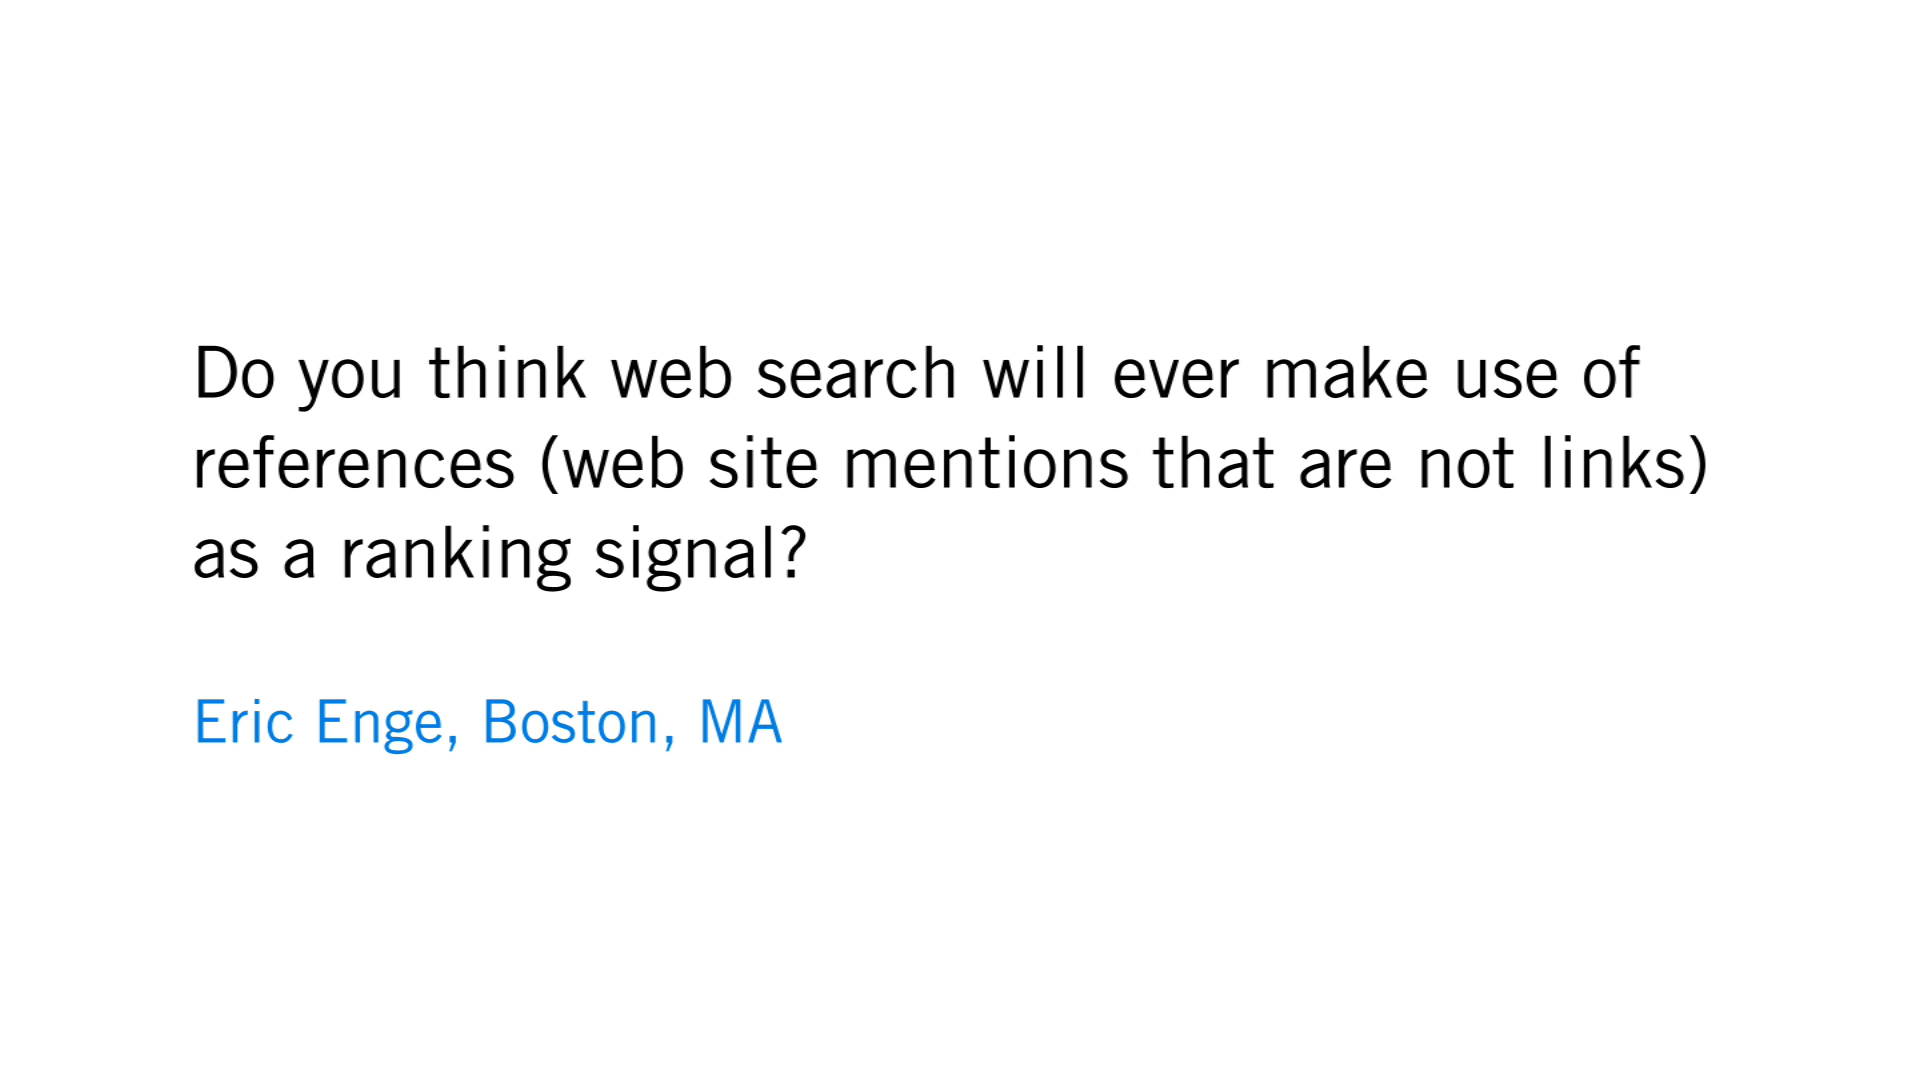 Do you think web search will ever make use of
references (web site mentions that are not links)
as a ranking signal?
Eric Enge, Boston, MA